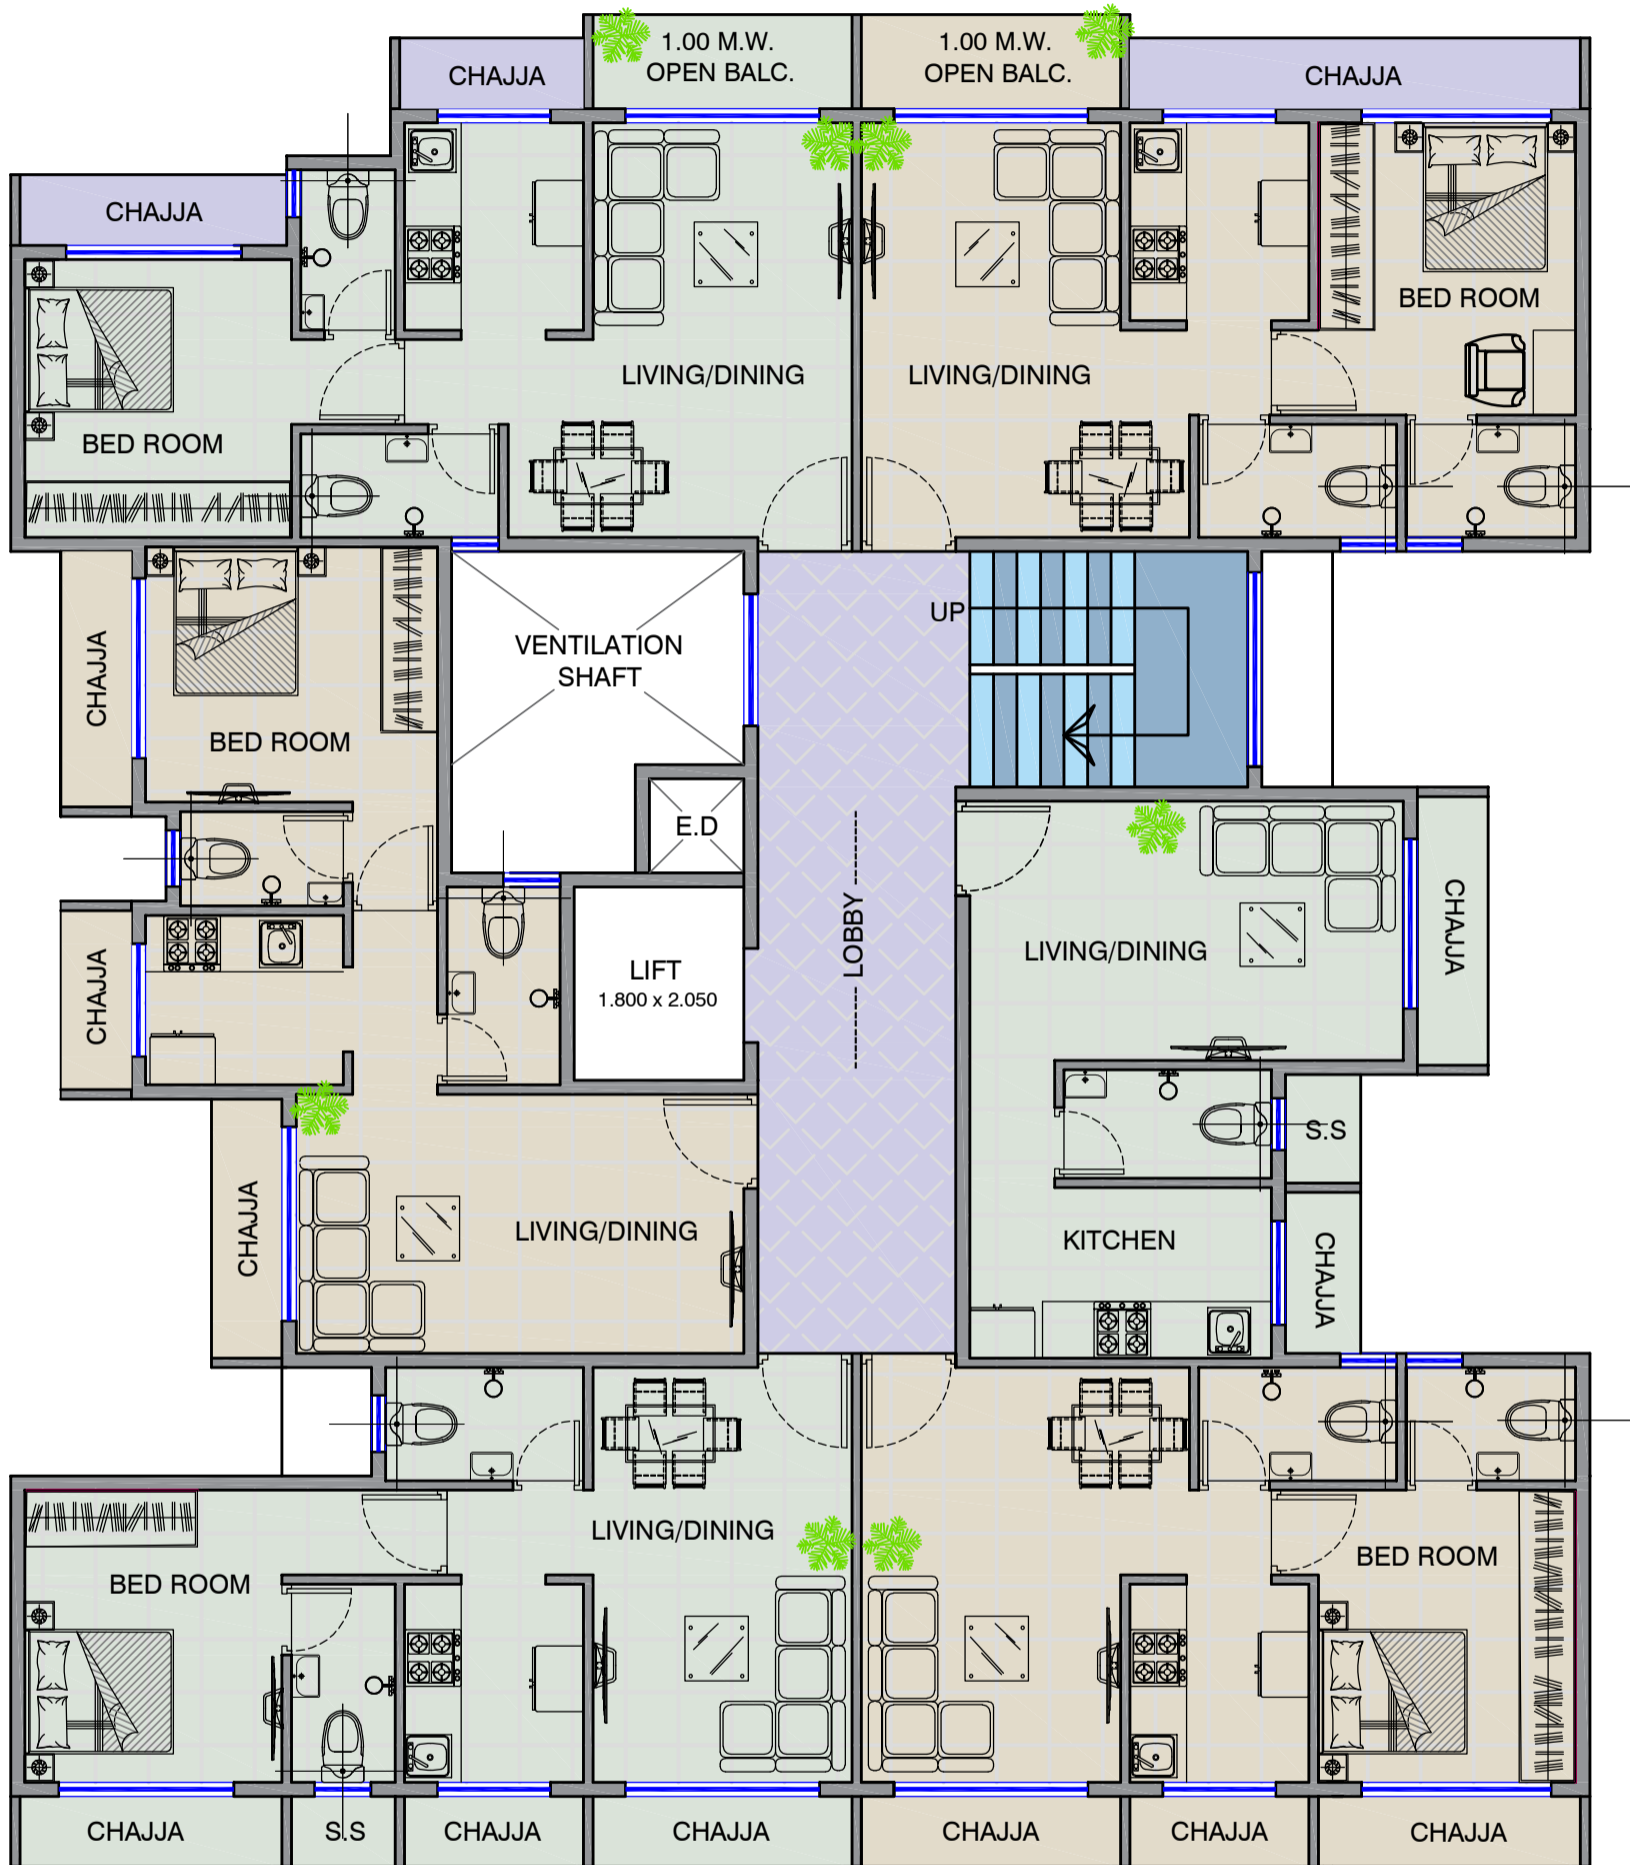 1.00 M.W.
OPEN BALC.
1.00 M.W.
OPEN BALC.
CHAJJA
CHAJJA
CHAJJA
BED ROOM
LIVING/DINING
LIVING/DINING
BED ROOM
UP
VENTILATION
SHAFT
CHAJJA
BED ROOM
E.D
LOBBY
LIVING/DINING
CHAJJA
CHAJJA
LIFT
1.800 x 2.050
S.S
CHAJJA
LIVING/DINING
KITCHEN
CHAJJA
LIVING/DINING
BED ROOM
BED ROOM
CHAJJA
S.S
CHAJJA
CHAJJA
CHAJJA
CHAJJA
CHAJJA